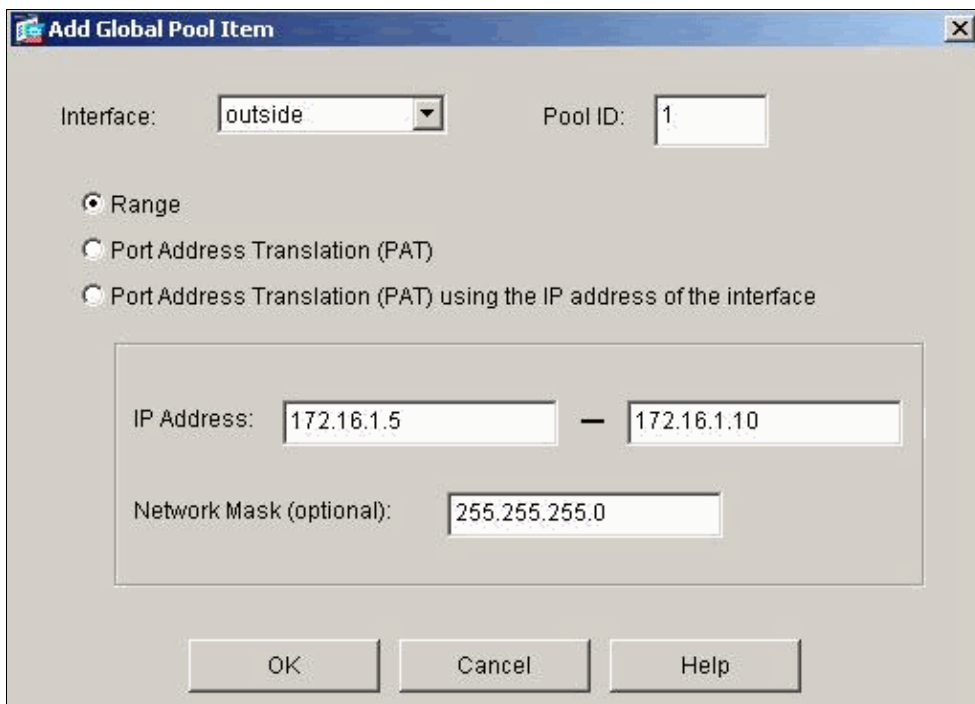 Add Global Pool Item
Interface: outside Pool ID: 1
Range
Port Address Translation (PAT)
Port Address Translation (PAT) using the IP address of the interface
IP Address: 172.16.1.5 — 172.16.1.10
Network Mask (optional): 255.255.255.0
OK Cancel Help